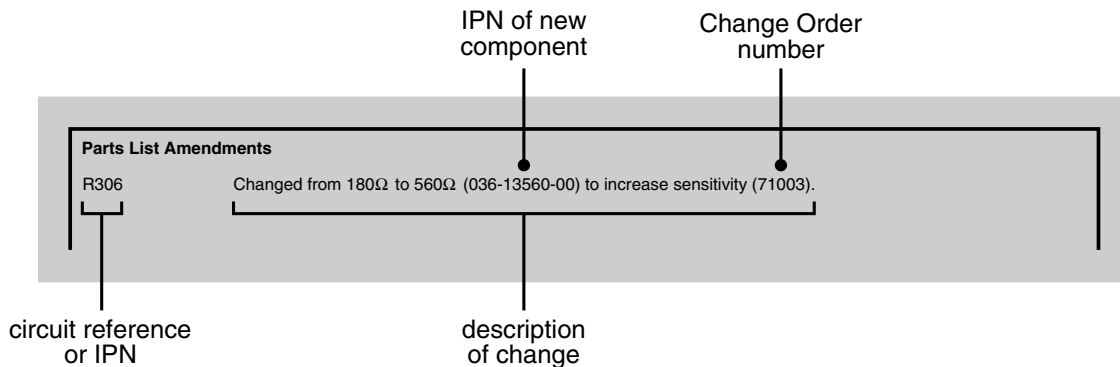 IPN of new
component
Change Order
number
Parts List Amendments
R306 Changed from 180Ω to 560Ω (036-13560-00) to increase sensitivity (71003).
circuit reference
or IPN
description
of change